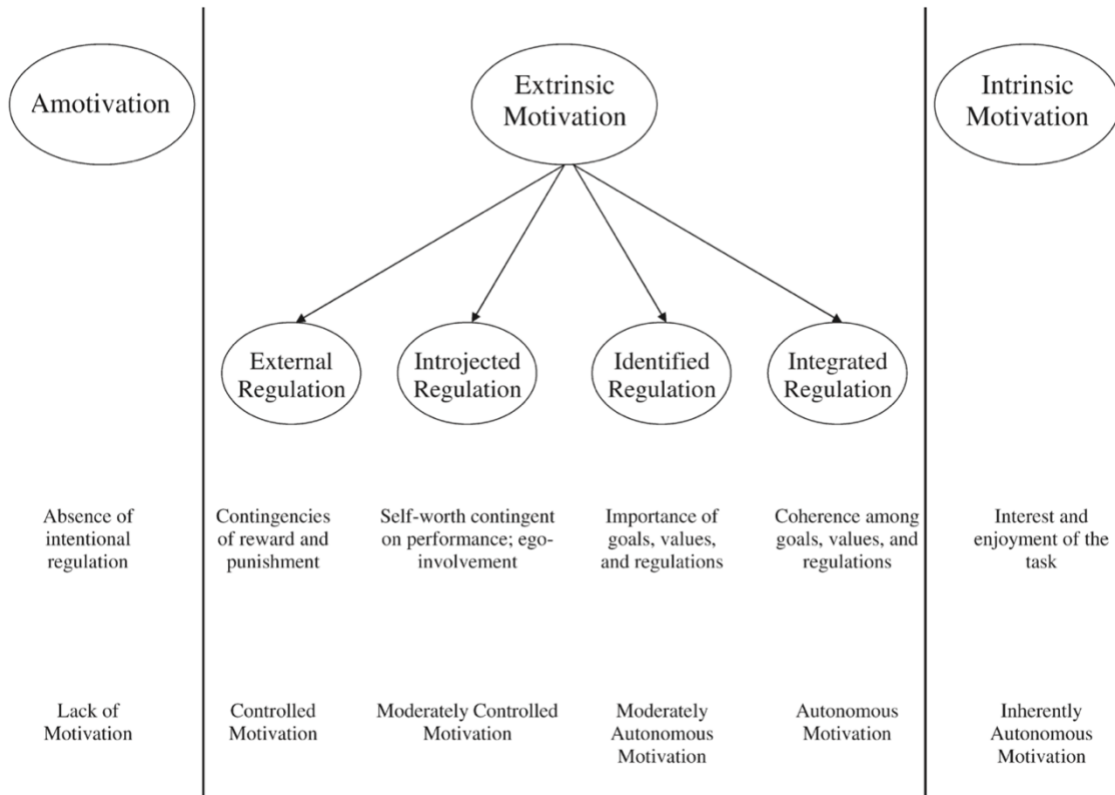 Amotivation
Extrinsic
Motivation
Intrinsic
Motivation
External
Regulation
Introjected
Regulation
Identified
Regulation
Integrated
Regulation
Absence of
intentional
regulation
Contingencies
of reward and
punishment
Self-worth contingent
on performance; ego-
involvement
Importance of
goals, values,
and regulations
Coherence among
goals, values, and
regulations
Interest and
enjoyment of the
task
Lack of
Motivation
Controlled
Motivation
Moderately Controlled
Motivation
Moderately
Autonomous
Motivation
Autonomous
Motivation
Inherently
Autonomous
Motivation